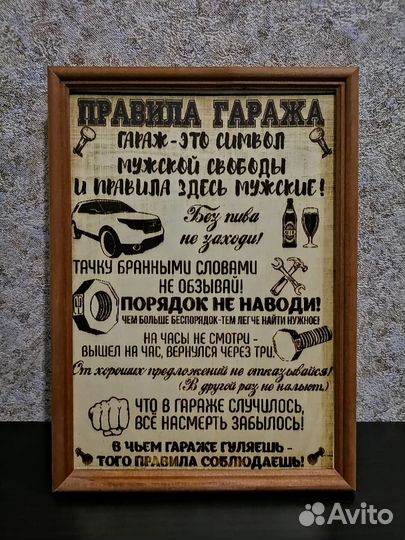 ПРАВИЛА ГАРАЖА
ГАРАЖ-ЭТО СИМВОЛ
МУЖСКОЙ СВОБОДЫ
И ПРАВИЛА ЗДЕСЬ МУЖСКИЕ!
Без пива
не заходи!
ТАЧКУ БРАННЫМИ СЛОВАМИ
НЕ ОБЗЫВАЙ!
ПОРЯДОК НЕ НАВОДИ!
ЧЕМ БОЛЬШЕ БЕСПОРЯДОК-ТЕМ ЛЕГЧЕ НАЙТИ НУЖНОЕ!
НА ЧАСЫ НЕ СМОТРИ -
ВЫШЕЛ НА ЧАС, ВЕРНУЛСЯ ЧЕРЕЗ ТРИ!
От хороших предложений не отказывайся!
(В другой раз не нальют.)
ЧТО В ГАРАЖЕ СЛУЧИЛОСЬ,
ВСЁ НАСМЕРТЬ ЗАБЫЛОСЬ!
В ЧЬЕМ ГАРАЖЕ ГУЛЯЕШЬ -
ТОГО ПРАВИЛА СОБЛЮДАЕШЬ!
Avito